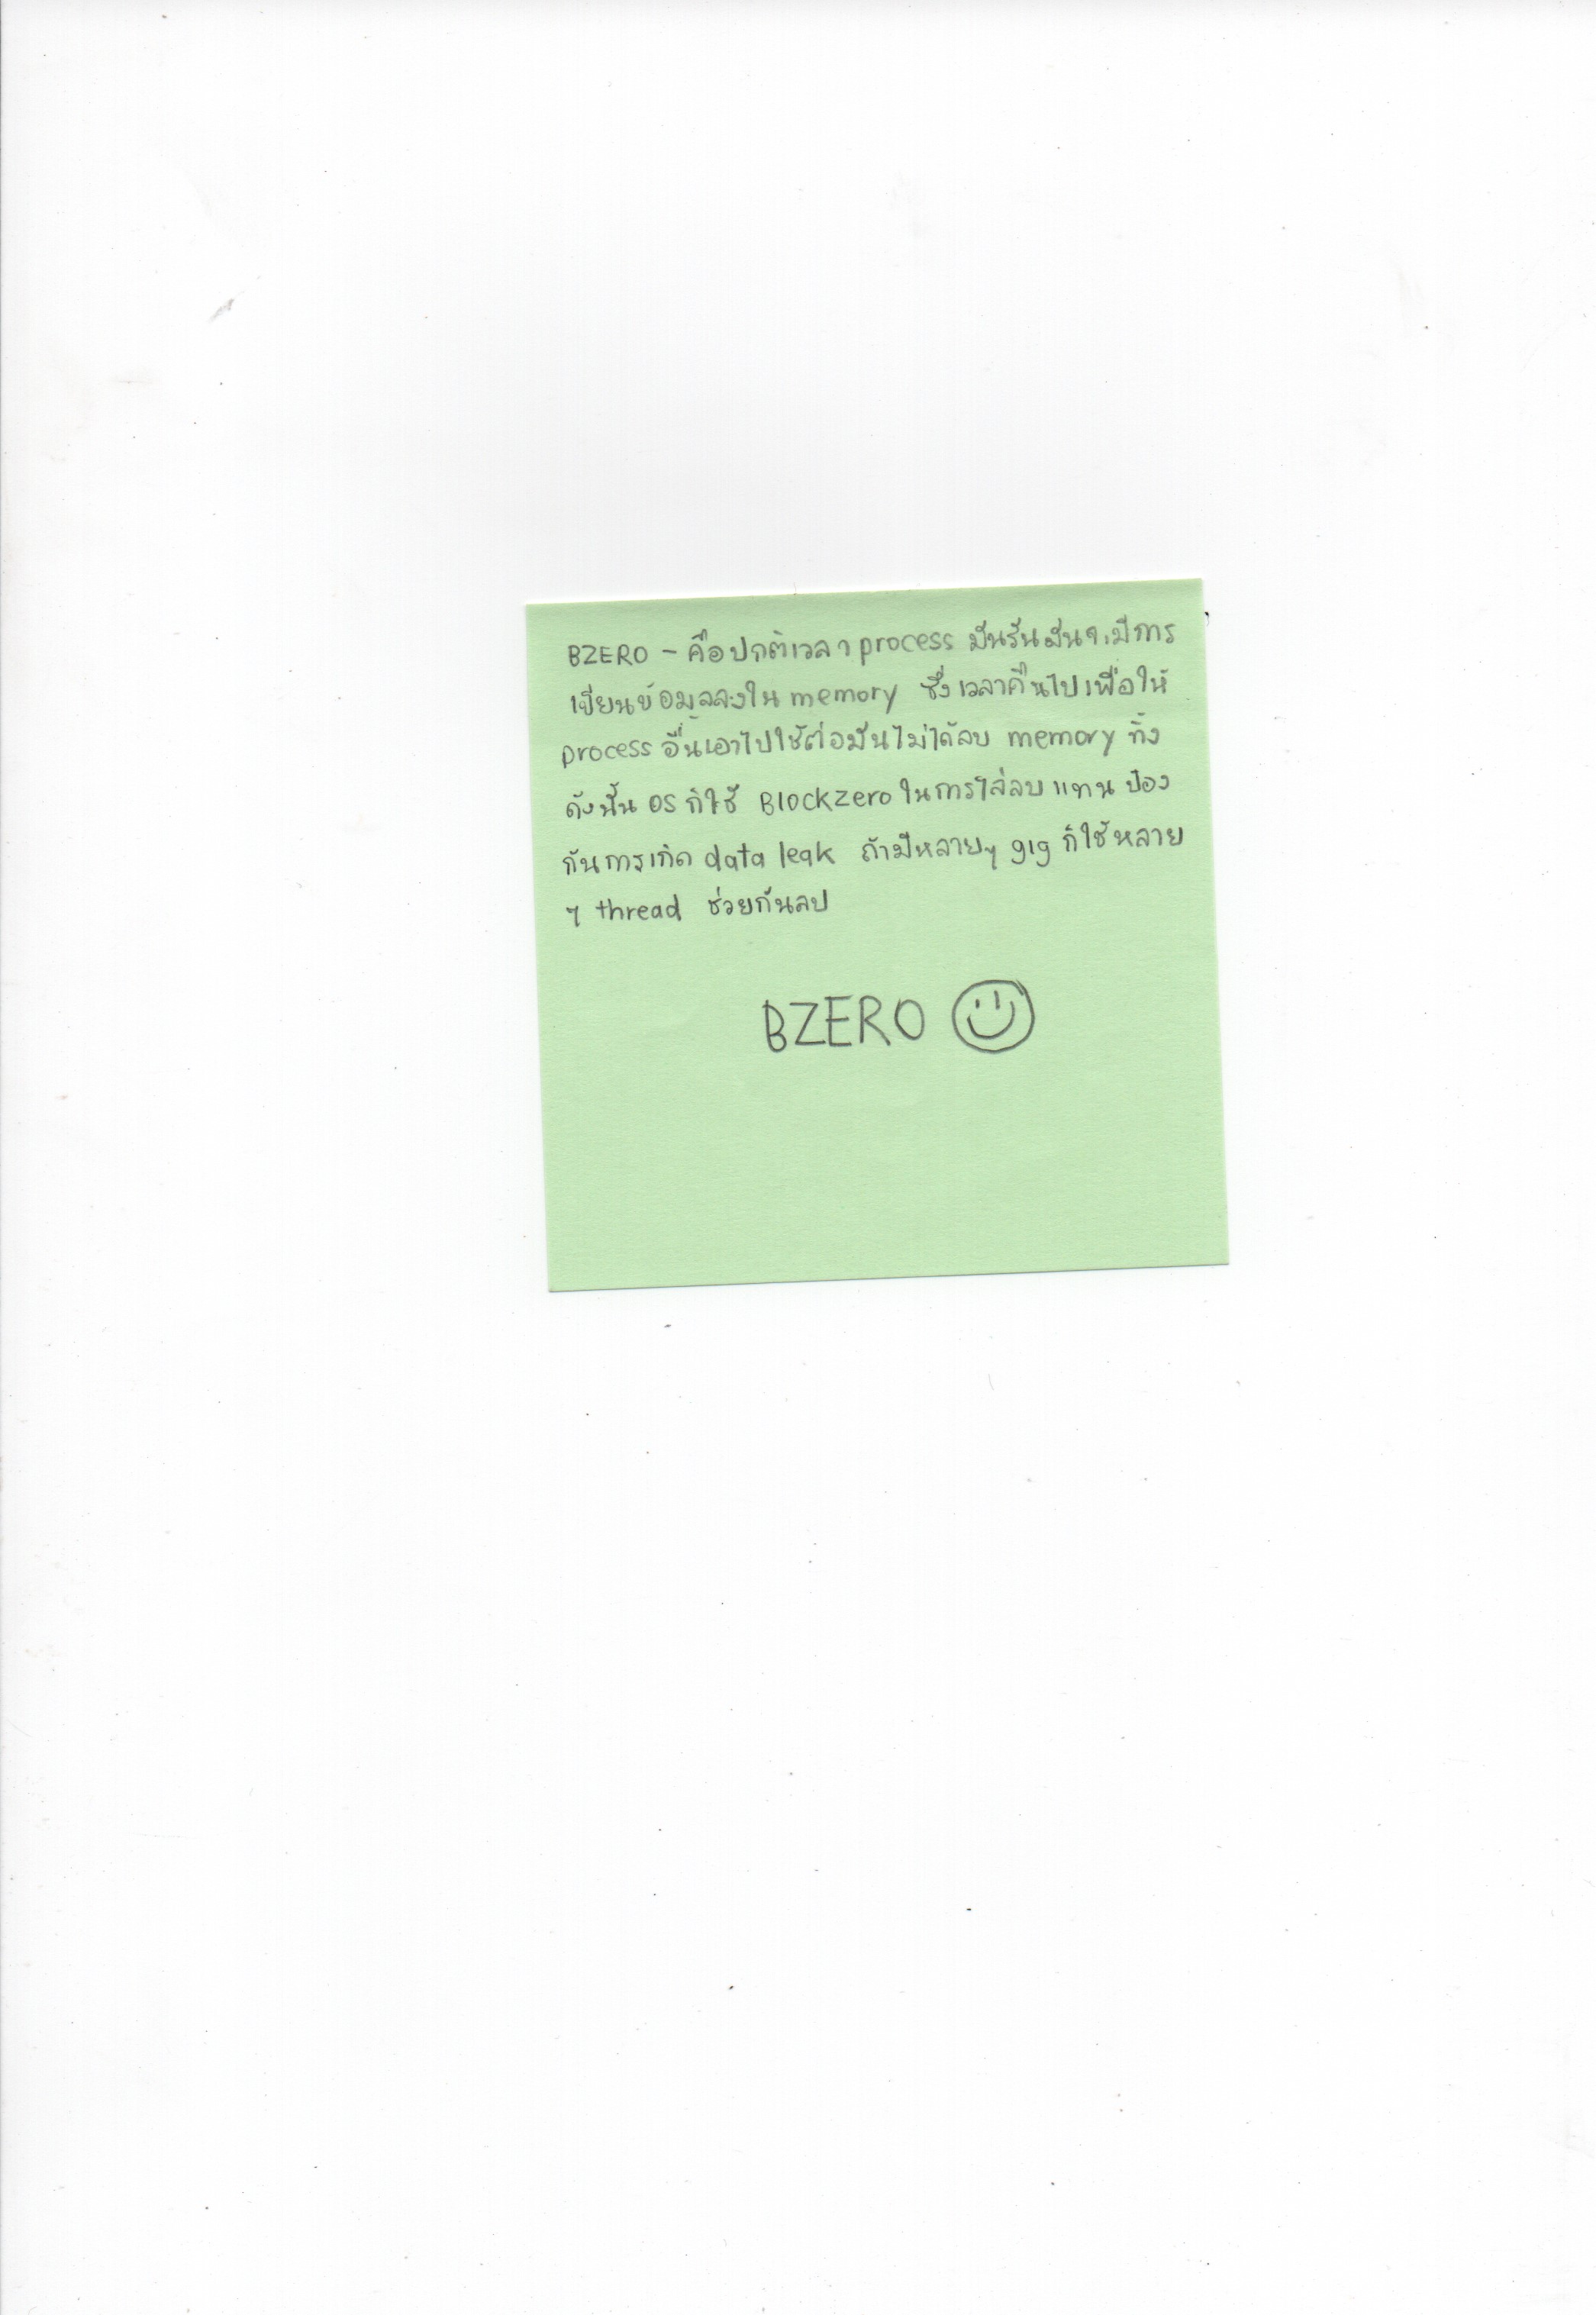 BZERO - คือปกติเวลา process มันรันมันจะมีการ
เขียนข้อมูลลงใน memory ซึ่งเวลาคืนไปเพื่อให้
process อื่นเอาไปใช้ต่อมันไม่ได้ลบ memory ทิ้ง
ดังนั้น OS ก็ใช้ Blockzero ในการไล่ลบแทน ป้อง
กันการเกิด data leak ถ้ามีหลายๆ gig ก็ใช้หลาย
ๆ thread ช่วยกันลบ
BZERO